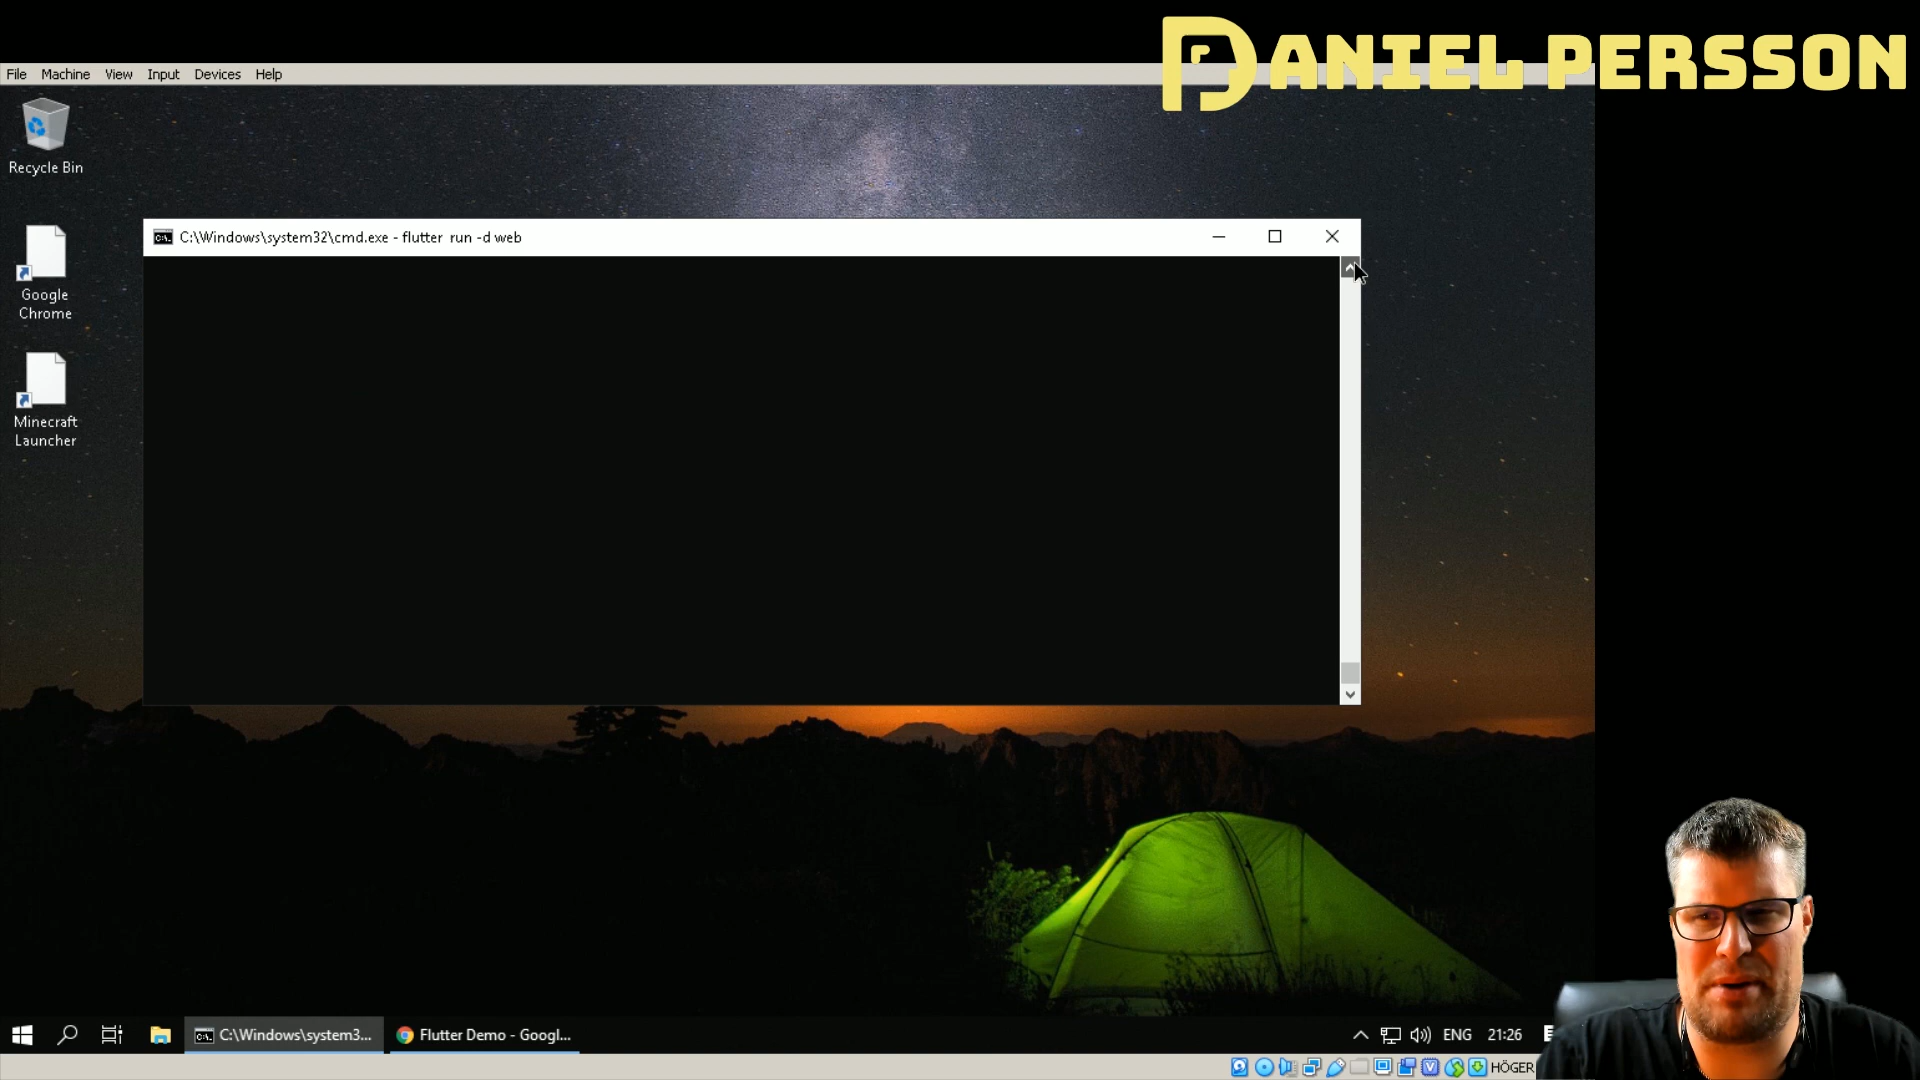 DANIEL PERSSON
File Machine View Input Devices Help
Recycle Bin
C:\Windows\system32\cmd.exe - flutter run -d web
Google
Chrome
Minecraft
Launcher
C:\Windows\system3...
Flutter Demo - Googl...
ENG
21:26
HÖGER